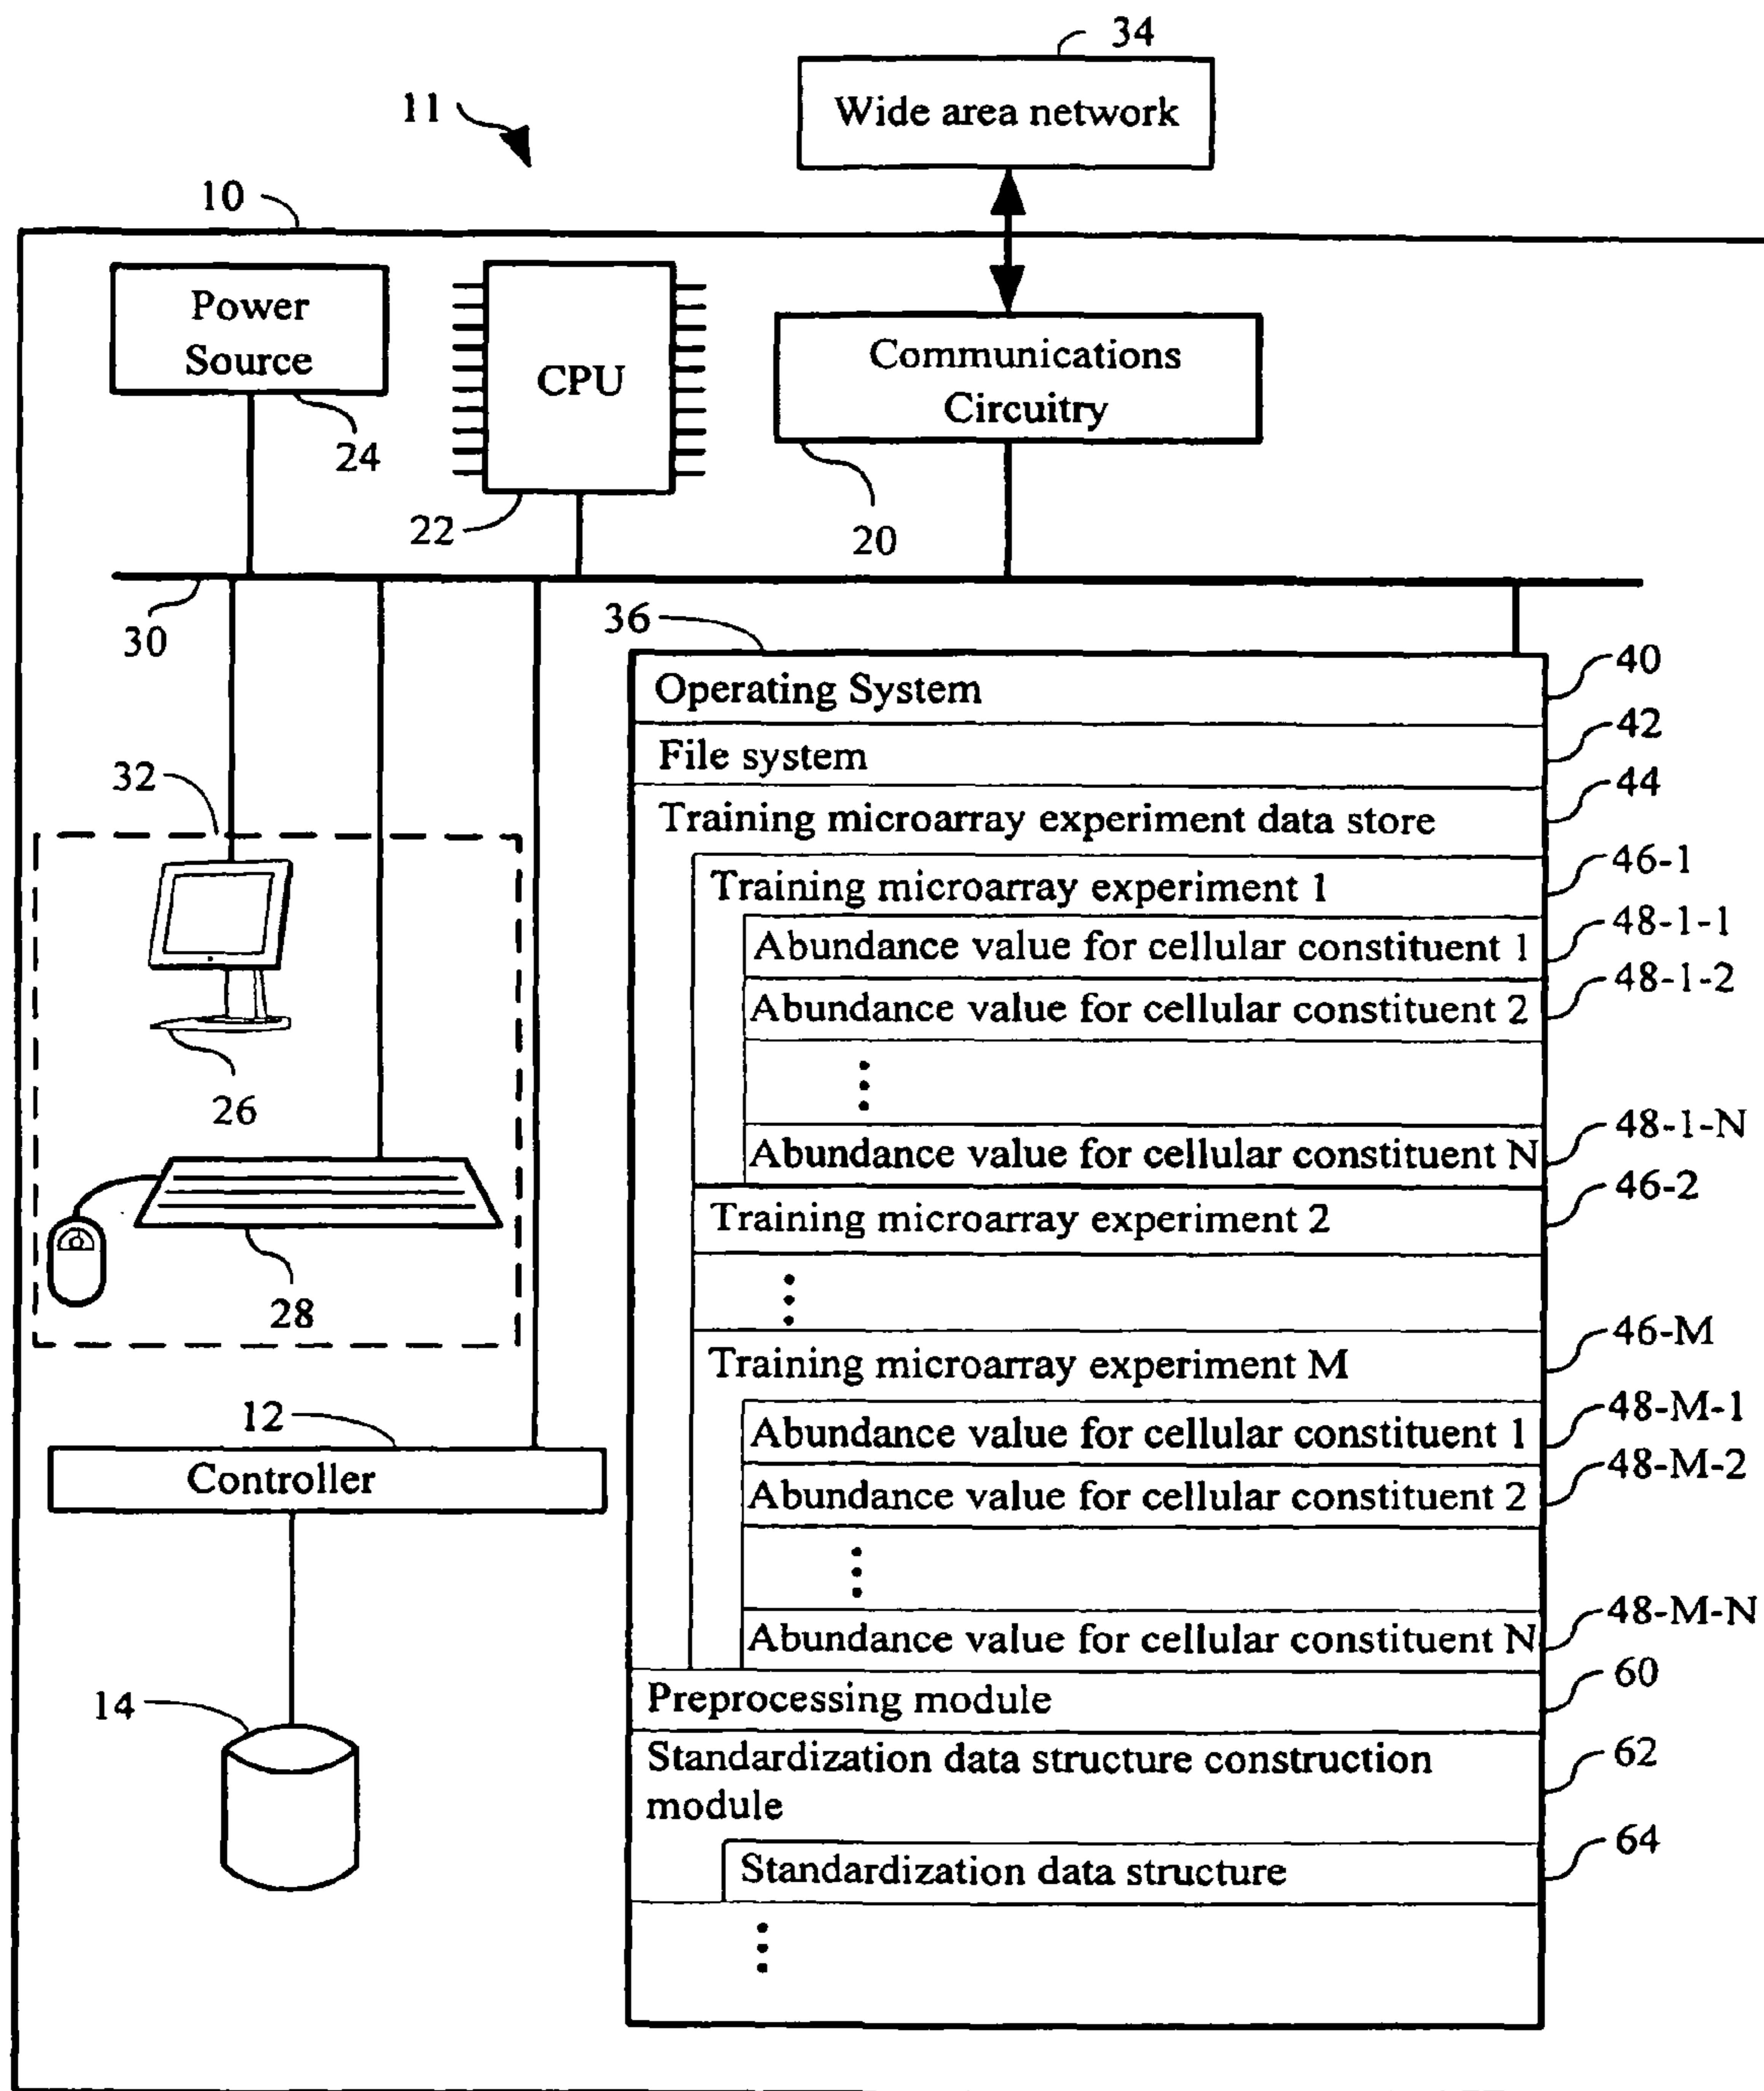 34
Wide area network
11
10
Power
Source
24
CPU
22
Communications
Circuitry
20
30
36
Operating System
40
File system
42
Training microarray experiment data store
44
Training microarray experiment 1
46-1
Abundance value for cellular constituent 1
48-1-1
Abundance value for cellular constituent 2
48-1-2
Abundance value for cellular constituent N
48-1-N
Training microarray experiment 2
46-2
Training microarray experiment M
46-M
Abundance value for cellular constituent 1
48-M-1
Abundance value for cellular constituent 2
48-M-2
Abundance value for cellular constituent N
48-M-N
Preprocessing module
60
Standardization data structure construction
module
62
Standardization data structure
64
32
26
28
12
Controller
14